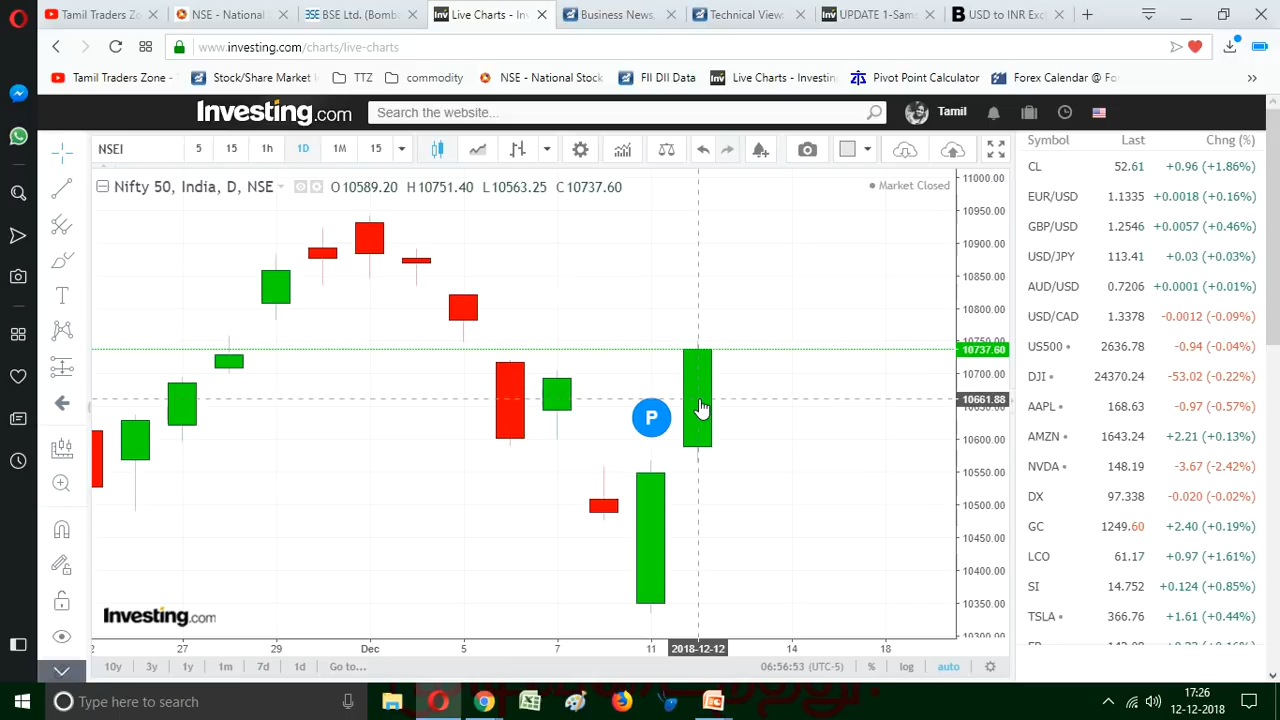 Tamil Traders Zone
NSE - National
BSE Ltd. (Bomba
Live Charts - Inv
Business News,
Technical View
UPDATE 1-Sams
USD to INR Exc
www.investing.com/charts/live-charts
Tamil Traders Zone -
Stock/Share Market
TTZ
commodity
NSE - National Stock
FII DII Data
Live Charts - Investin
Pivot Point Calculator
Forex Calendar @ Fo
Investing.com
Search the website...
Tamil
NSEI
5
15
1h
1D
1M
15
Nifty 50, India, D, NSE
O10589.20 H10751.40 L10563.25 C10737.60
Market Closed
11000.00
10950.00
10900.00
10850.00
10800.00
10750.00
10737.60
10700.00
10661.88
10600.00
10550.00
10500.00
10450.00
10400.00
10350.00
10300.00
P
Investing.com
27
29
Dec
5
7
11
2018-12-12
14
18
10y
3y
1y
1m
7d
1d
Go to...
06:56:53 (UTC-5)
%
log
auto
Symbol Last Chng (%)
CL 52.61 +0.96 (+1.86%)
EUR/USD 1.1335 +0.0018 (+0.16%)
GBP/USD 1.2546 +0.0057 (+0.46%)
USD/JPY 113.41 +0.03 (+0.03%)
AUD/USD 0.7206 +0.0001 (+0.01%)
USD/CAD 1.3378 -0.0012 (-0.09%)
US500 2636.78 -0.94 (-0.04%)
DJI 24370.24 -53.02 (-0.22%)
AAPL 168.63 -0.97 (-0.57%)
AMZN 1643.24 +2.21 (+0.13%)
NVDA 148.19 -3.67 (-2.42%)
DX 97.338 -0.020 (-0.02%)
GC 1249.60 +2.40 (+0.19%)
LCO 61.17 +0.97 (+1.61%)
SI 14.752 +0.124 (+0.85%)
TSLA 366.76 +1.61 (+0.44%)
Type here to search
17:26
12-12-2018